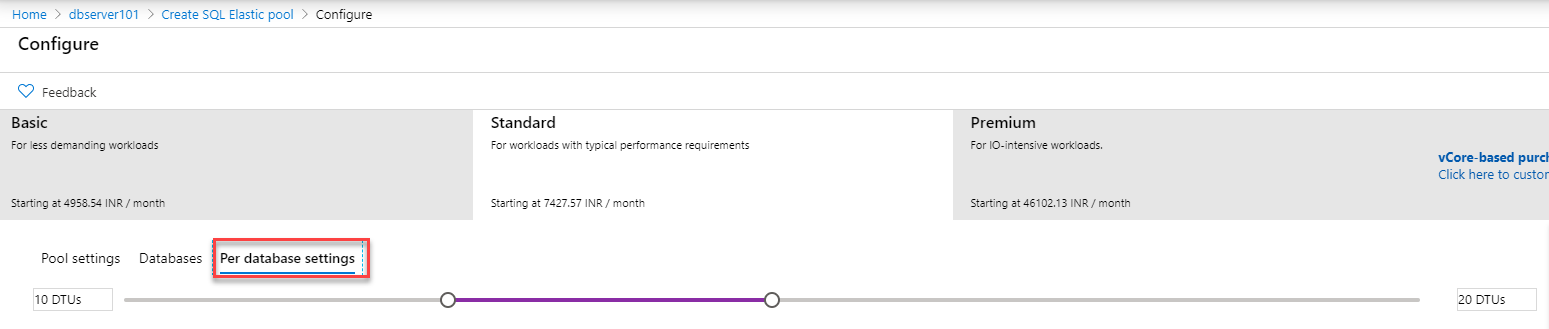 Home > dbserver101 > Create SQL Elastic pool > Configure
Configure
Feedback
Basic
For less demanding workloads
Starting at 4958.54 INR / month
Standard
For workloads with typical performance requirements
Starting at 7427.57 INR / month
Premium
For IO-intensive workloads.
Starting at 46102.13 INR / month
vCore-based purch
Click here to custor
Pool settings Databases Per database settings
10 DTUs 20 DTUs